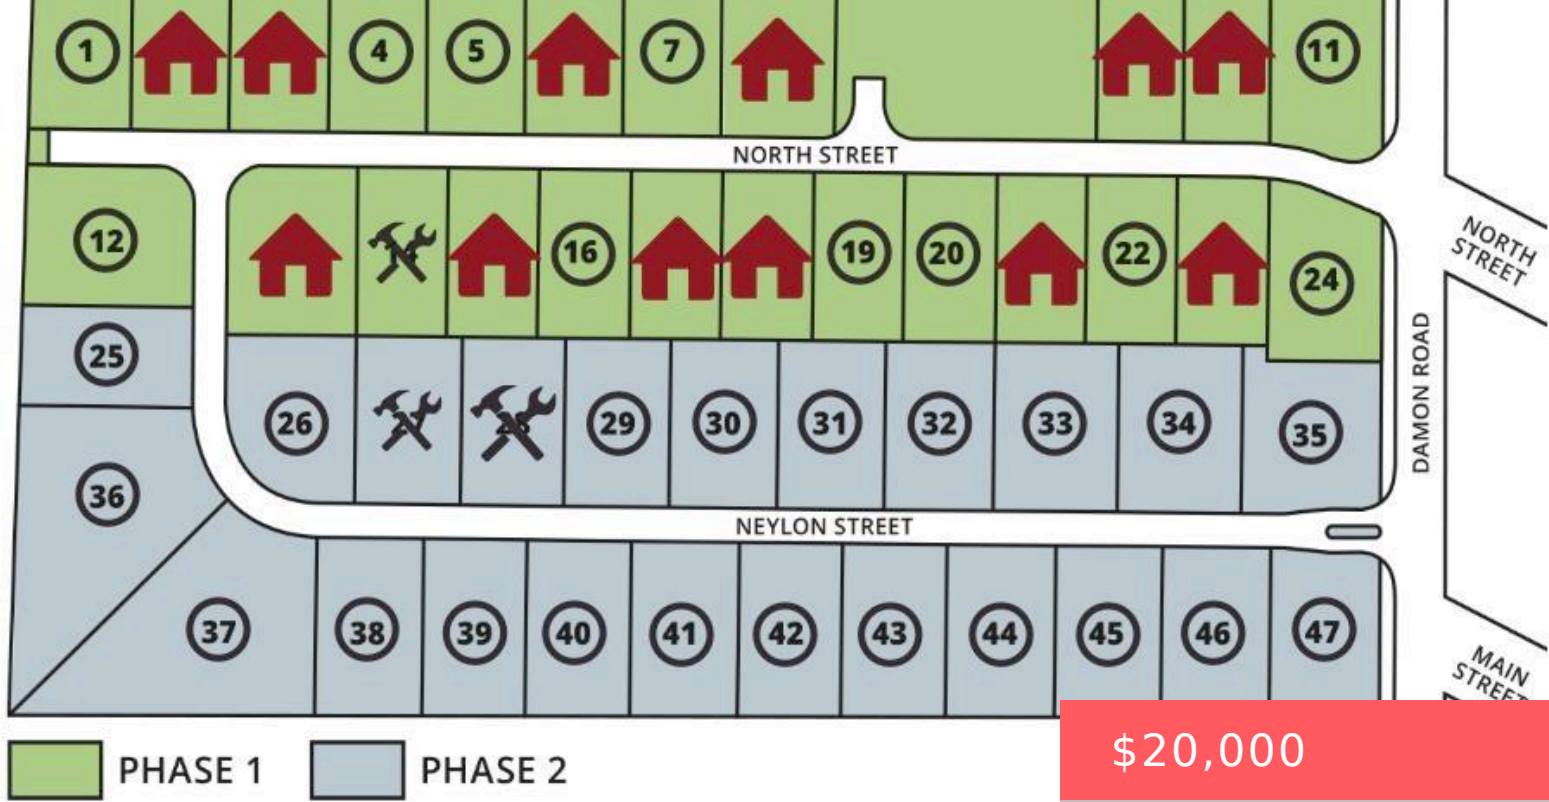 1 4 5 7 11
NORTH STREET
12 16 19 20 22 24
NORTH
STREET
25
DAMON ROAD
26 29 30 31 32 33 34 35
36
NEYLON STREET
37 38 39 40 41 42 43 44 45 46 47
MAIN
STREET
PHASE 1 PHASE 2
$20,000